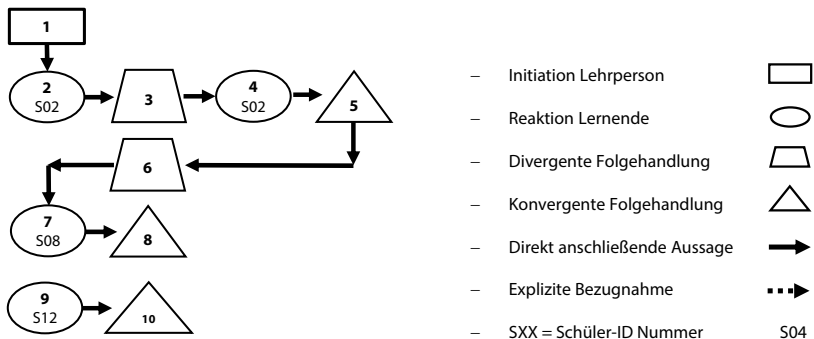 1
2
S02
3
4
S02
5
6
7
S08
8
9
S12
10
– Initiation Lehrperson
– Reaktion Lernende
– Divergente Folgehandlung
– Konvergente Folgehandlung
– Direkt anschließende Aussage
– Explizite Bezugnahme
– SXX = Schüler-ID Nummer S04